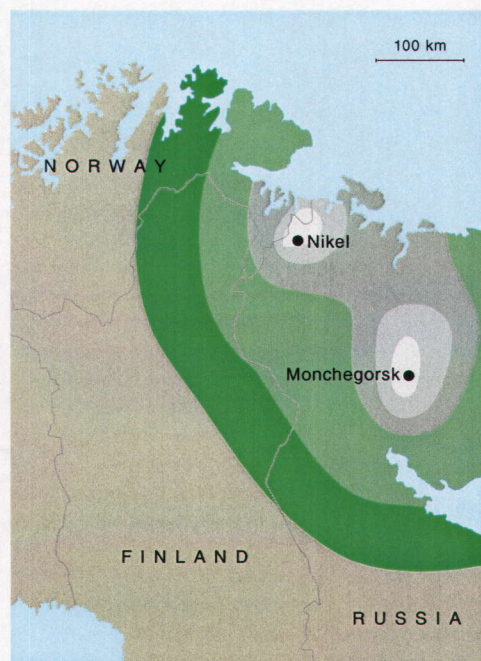 100 km
NORWAY
Nikel
Monchegorsk
FINLAND
RUSSIA